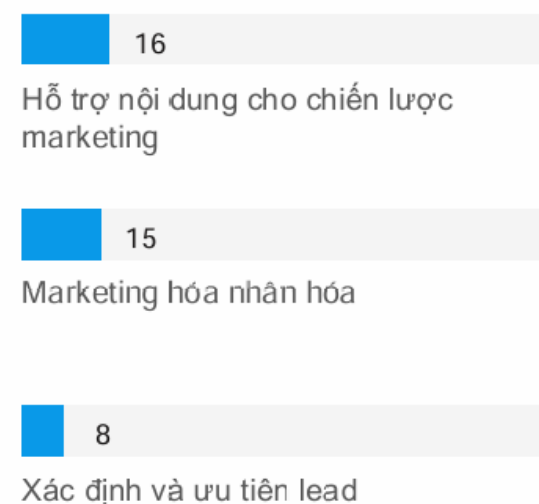 16
Hỗ trợ nội dung cho chiến lược
marketing
15
Marketing hóa nhân hóa
8
Xác định và ưu tiên lead